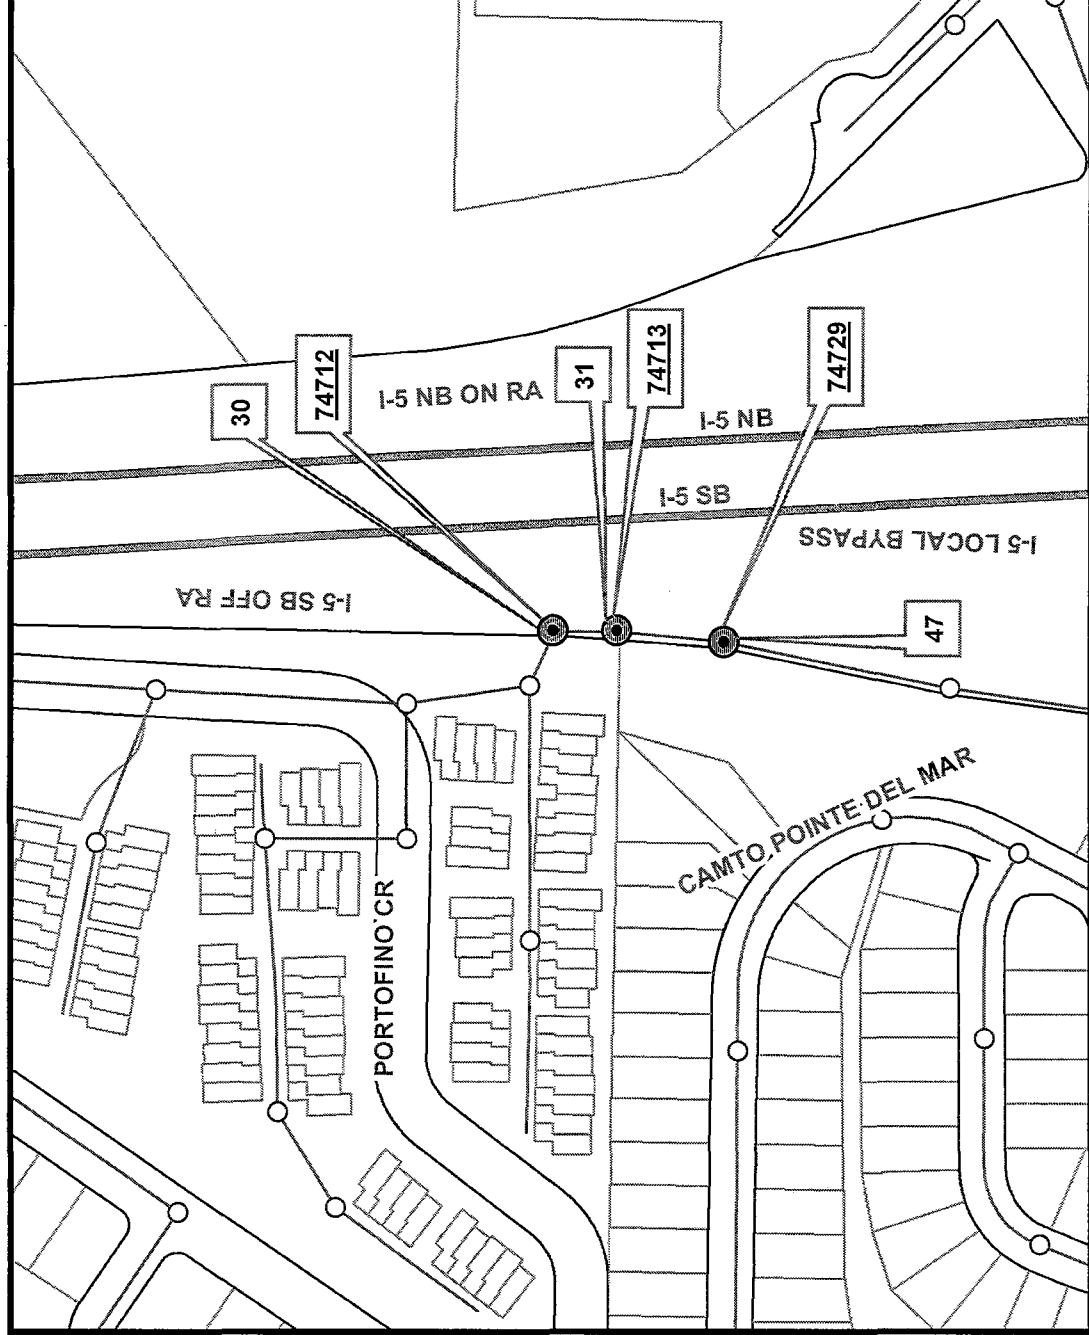 30
74712
I-5 NB ON RA
31
74713
I-5 NB
74729
I-5 SB
I-5 LOCAL BYPASS
I-5 SB OFF RA
47
CAMTO POINTE DEL MAR
PORTOFINO CR